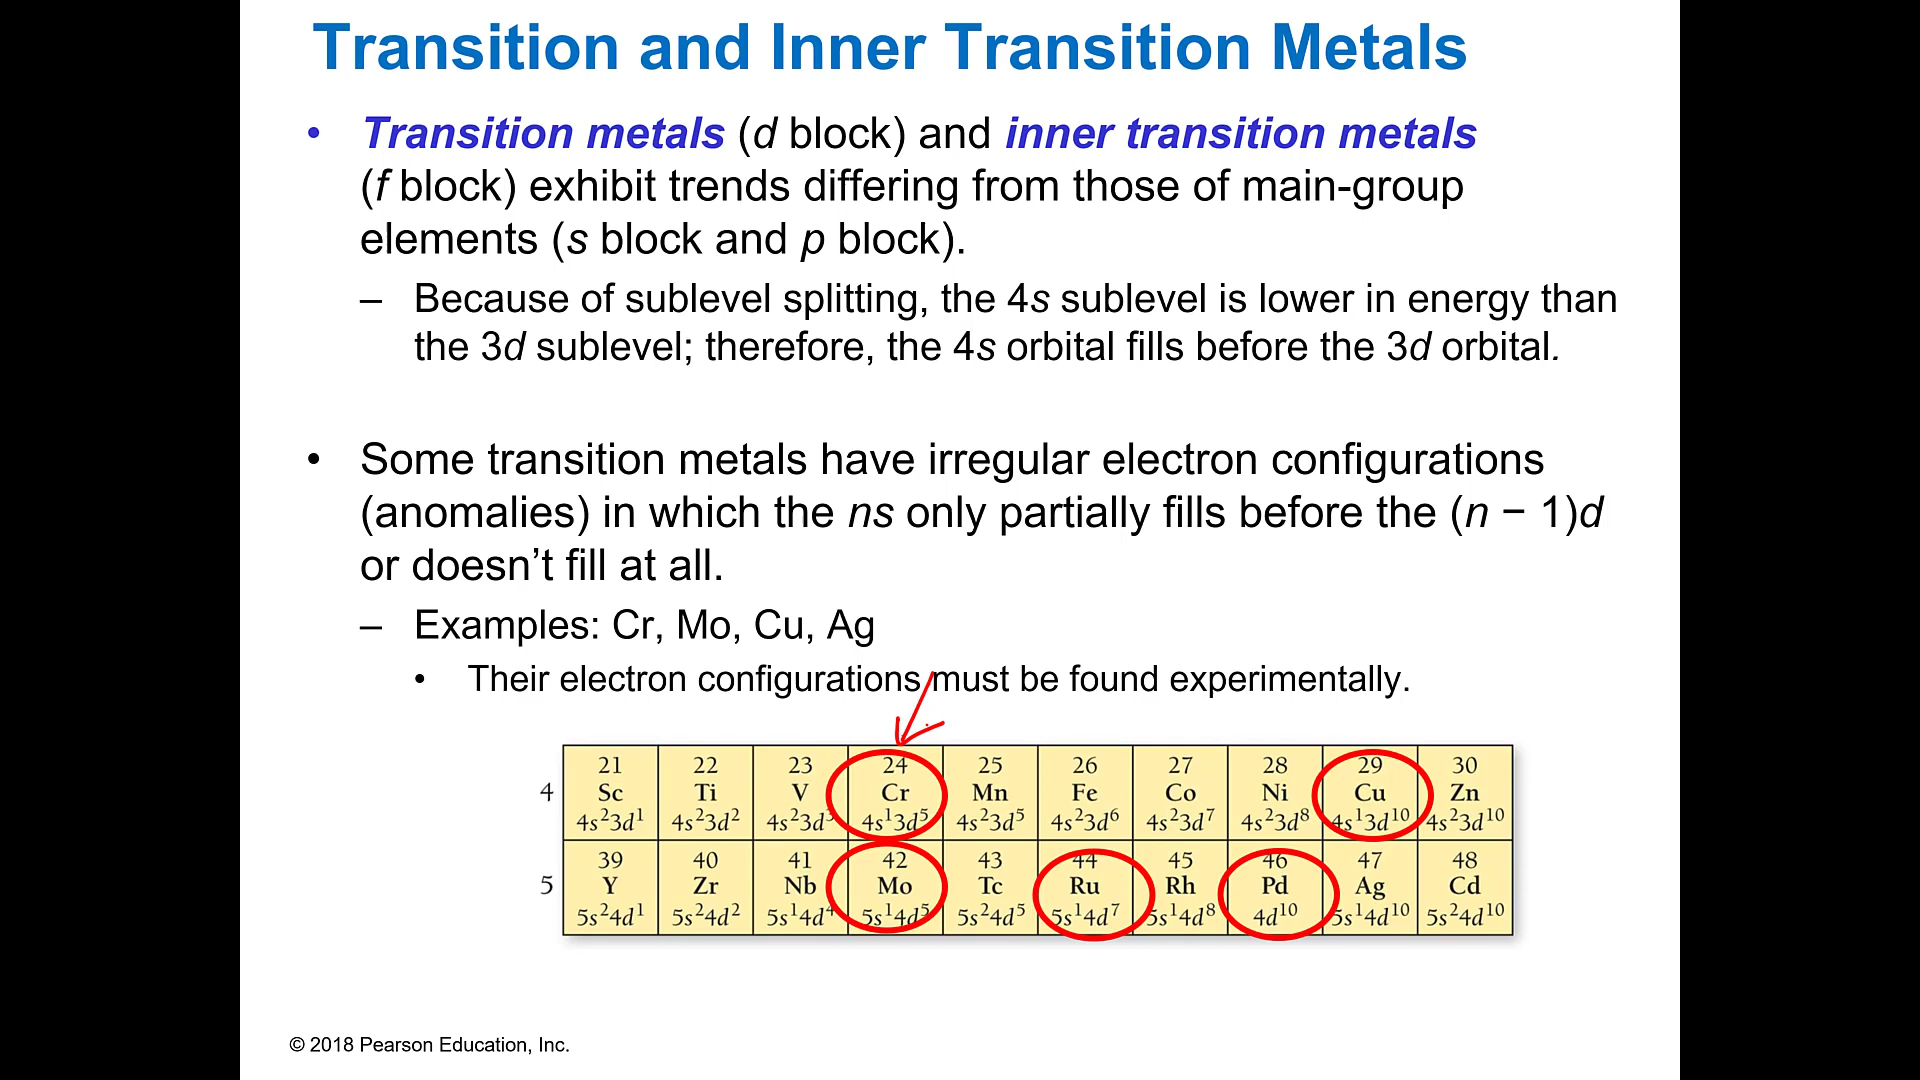 Transition and Inner Transition Metals
• Transition metals (d block) and inner transition metals
(f block) exhibit trends differing from those of main-group
elements (s block and p block).
– Because of sublevel splitting, the 4s sublevel is lower in energy than
the 3d sublevel; therefore, the 4s orbital fills before the 3d orbital.
• Some transition metals have irregular electron configurations
(anomalies) in which the ns only partially fills before the (n − 1)d
or doesn’t fill at all.
– Examples: Cr, Mo, Cu, Ag
• Their electron configurations must be found experimentally.
21 22 23 24 25 26 27 28 29 30
4 Sc Ti V Cr Mn Fe Co Ni Cu Zn
4s²3d¹ 4s²3d² 4s²3d³ 4s¹3d⁵ 4s²3d⁵ 4s²3d⁶ 4s²3d⁷ 4s²3d⁸ 4s¹3d¹⁰ 4s²3d¹⁰
39 40 41 42 43 44 45 46 47 48
5 Y Zr Nb Mo Tc Ru Rh Pd Ag Cd
5s²4d¹ 5s²4d² 5s¹4d⁴ 5s¹4d⁵ 5s²4d⁵ 5s¹4d⁷ 5s¹4d⁸ 4d¹⁰ 5s¹4d¹⁰ 5s²4d¹⁰
© 2018 Pearson Education, Inc.